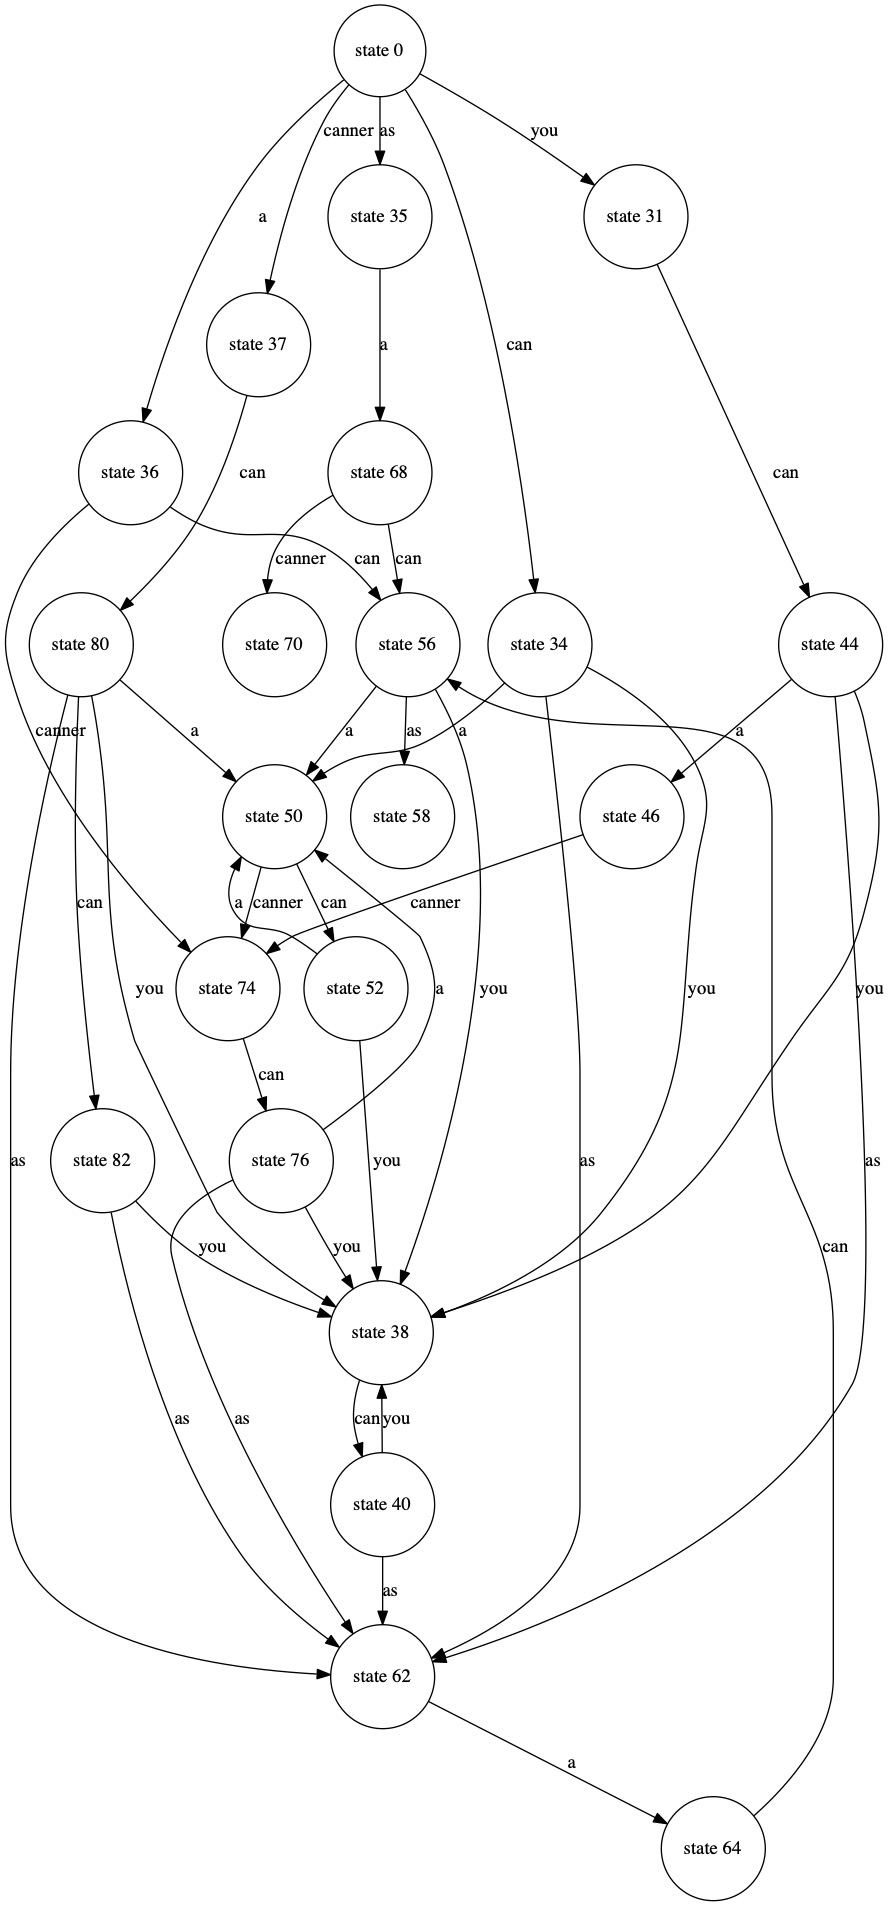 state 0
canner as you
a state 35 state 31
state 37 a can
state 36 can state 68 can
canner can can
state 80 state 70 state 56 state 34 state 44
canner a a as a a
state 50 state 58 state 46
can a canner can canner
you state 74 state 52 a you you you
can
as state 82 state 76 you as as
you you can
state 38
as as can you
state 40
as
state 62
a
state 64